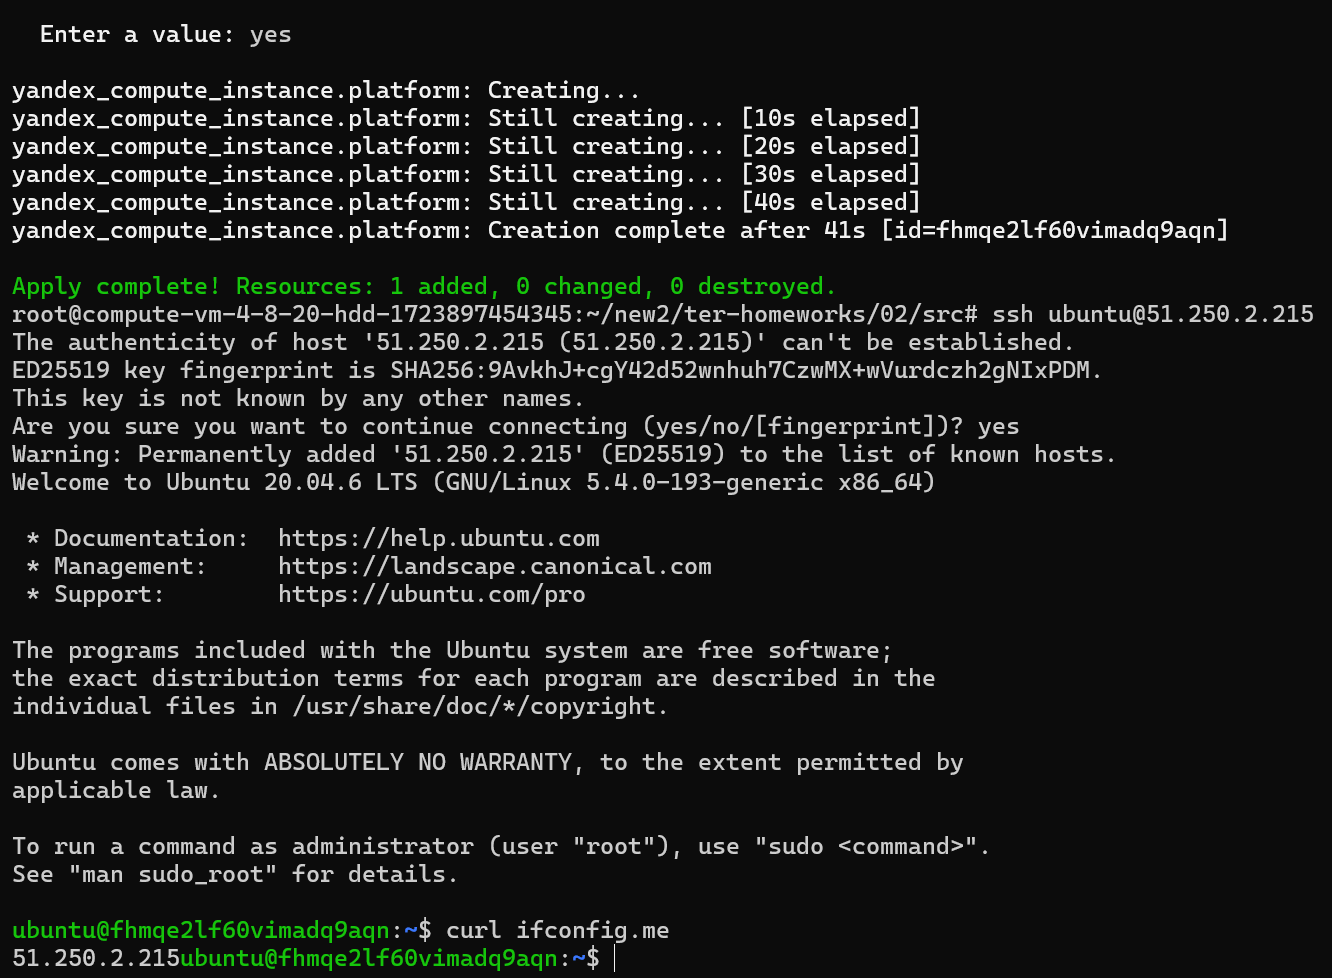 Enter a value: yes
yandex_compute_instance.platform: Creating...
yandex_compute_instance.platform: Still creating... [10s elapsed]
yandex_compute_instance.platform: Still creating... [20s elapsed]
yandex_compute_instance.platform: Still creating... [30s elapsed]
yandex_compute_instance.platform: Still creating... [40s elapsed]
yandex_compute_instance.platform: Creation complete after 41s [id=fhmqe2lf60vimadq9aqn]
Apply complete! Resources: 1 added, 0 changed, 0 destroyed.
root@compute-vm-4-8-20-hdd-1723897454345:~/new2/ter-homeworks/02/src# ssh ubuntu@51.250.2.215
The authenticity of host '51.250.2.215 (51.250.2.215)' can't be established.
ED25519 key fingerprint is SHA256:9AvkhJ+cgY42d52wnhuh7CzwMX+wVurdczh2gNIxPDM.
This key is not known by any other names.
Are you sure you want to continue connecting (yes/no/[fingerprint])? yes
Warning: Permanently added '51.250.2.215' (ED25519) to the list of known hosts.
Welcome to Ubuntu 20.04.6 LTS (GNU/Linux 5.4.0-193-generic x86_64)
* Documentation:  https://help.ubuntu.com
* Management:     https://landscape.canonical.com
* Support:        https://ubuntu.com/pro
The programs included with the Ubuntu system are free software;
the exact distribution terms for each program are described in the
individual files in /usr/share/doc/*/copyright.
Ubuntu comes with ABSOLUTELY NO WARRANTY, to the extent permitted by
applicable law.
To run a command as administrator (user "root"), use "sudo <command>".
See "man sudo_root" for details.
ubuntu@fhmqe2lf60vimadq9aqn:~$ curl ifconfig.me
51.250.2.215ubuntu@fhmqe2lf60vimadq9aqn:~$